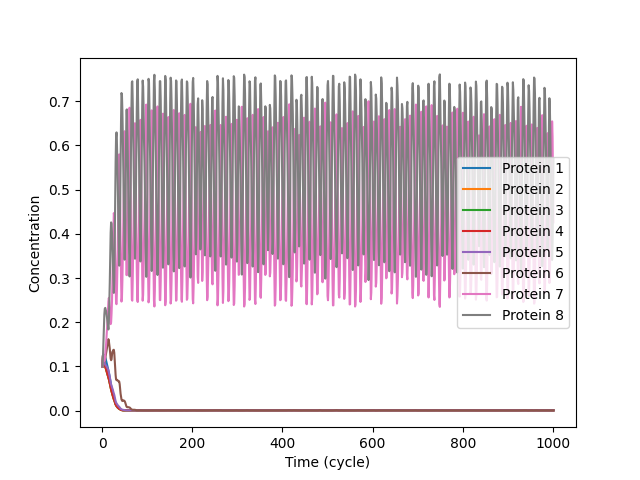 0.7
0.6
0.5
0.4
0.3
0.2
0.1
0.0
Concentration
0
200
400
600
800
1000
Time (cycle)
Protein 1
Protein 2
Protein 3
Protein 4
Protein 5
Protein 6
Protein 7
Protein 8